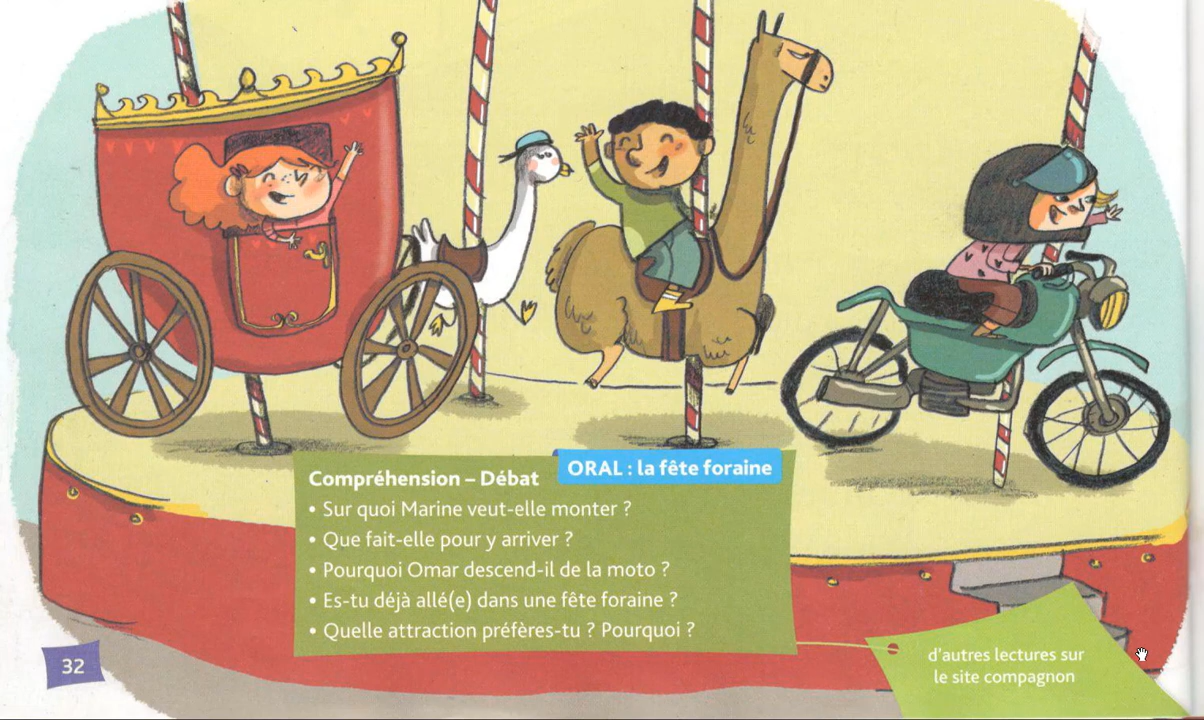 Compréhension – Débat
ORAL : la fête foraine
• Sur quoi Marine veut-elle monter ?
• Que fait-elle pour y arriver ?
• Pourquoi Omar descend-il de la moto ?
• Es-tu déjà allé(e) dans une fête foraine ?
• Quelle attraction préfères-tu ? Pourquoi ?
32
d'autres lectures sur
le site compagnon